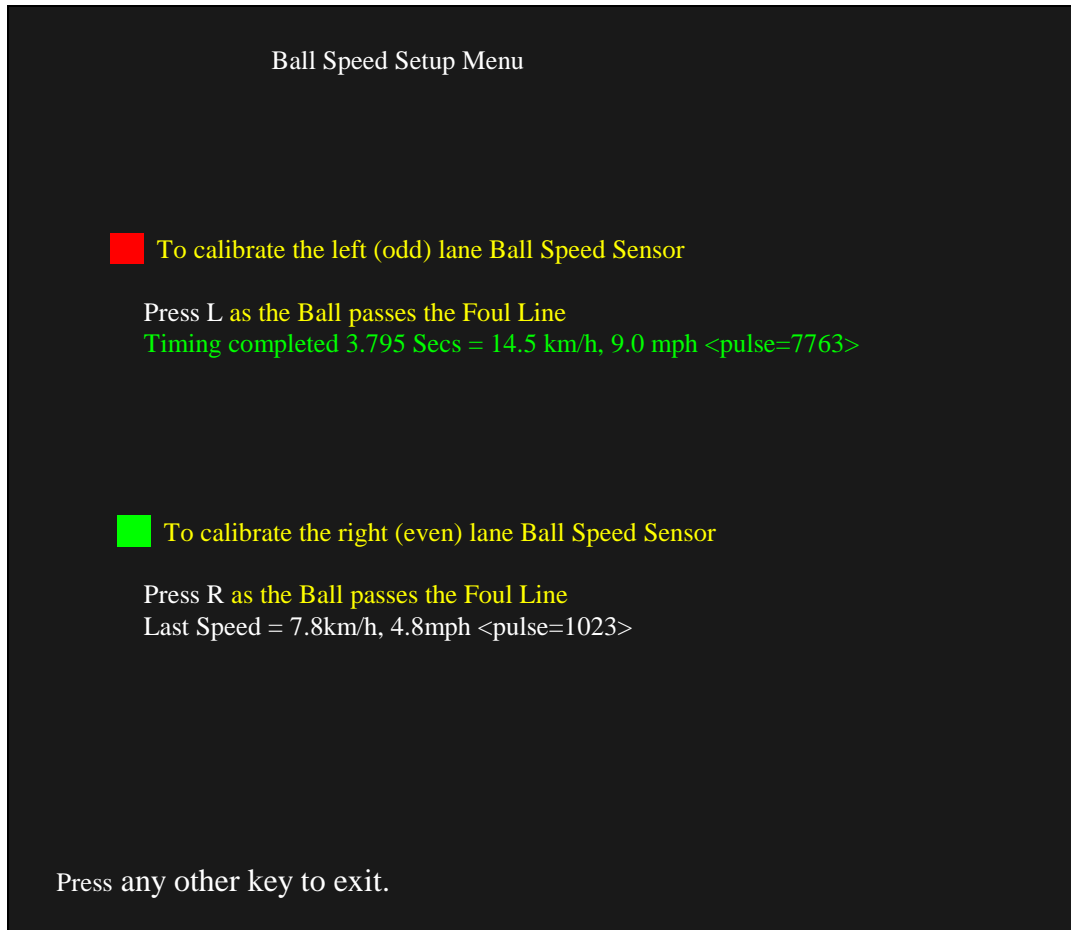 Ball Speed Setup Menu
To calibrate the left (odd) lane Ball Speed Sensor
Press L as the Ball passes the Foul Line
Timing completed 3.795 Secs = 14.5 km/h, 9.0 mph <pulse=7763>
To calibrate the right (even) lane Ball Speed Sensor
Press R as the Ball passes the Foul Line
Last Speed = 7.8km/h, 4.8mph <pulse=1023>
Press any other key to exit.